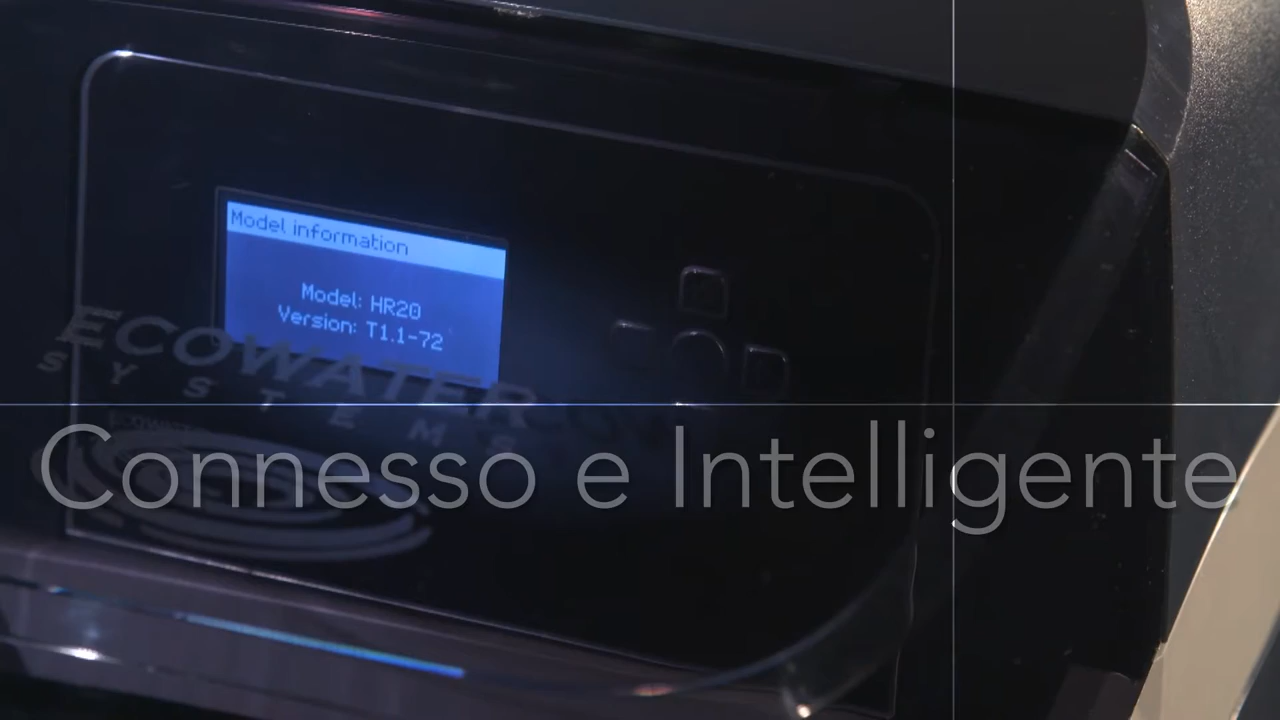 Model information
Model: HR20
Version: T1.1-72
ECOWATER
SYSTEMS
Connesso e Intelligente